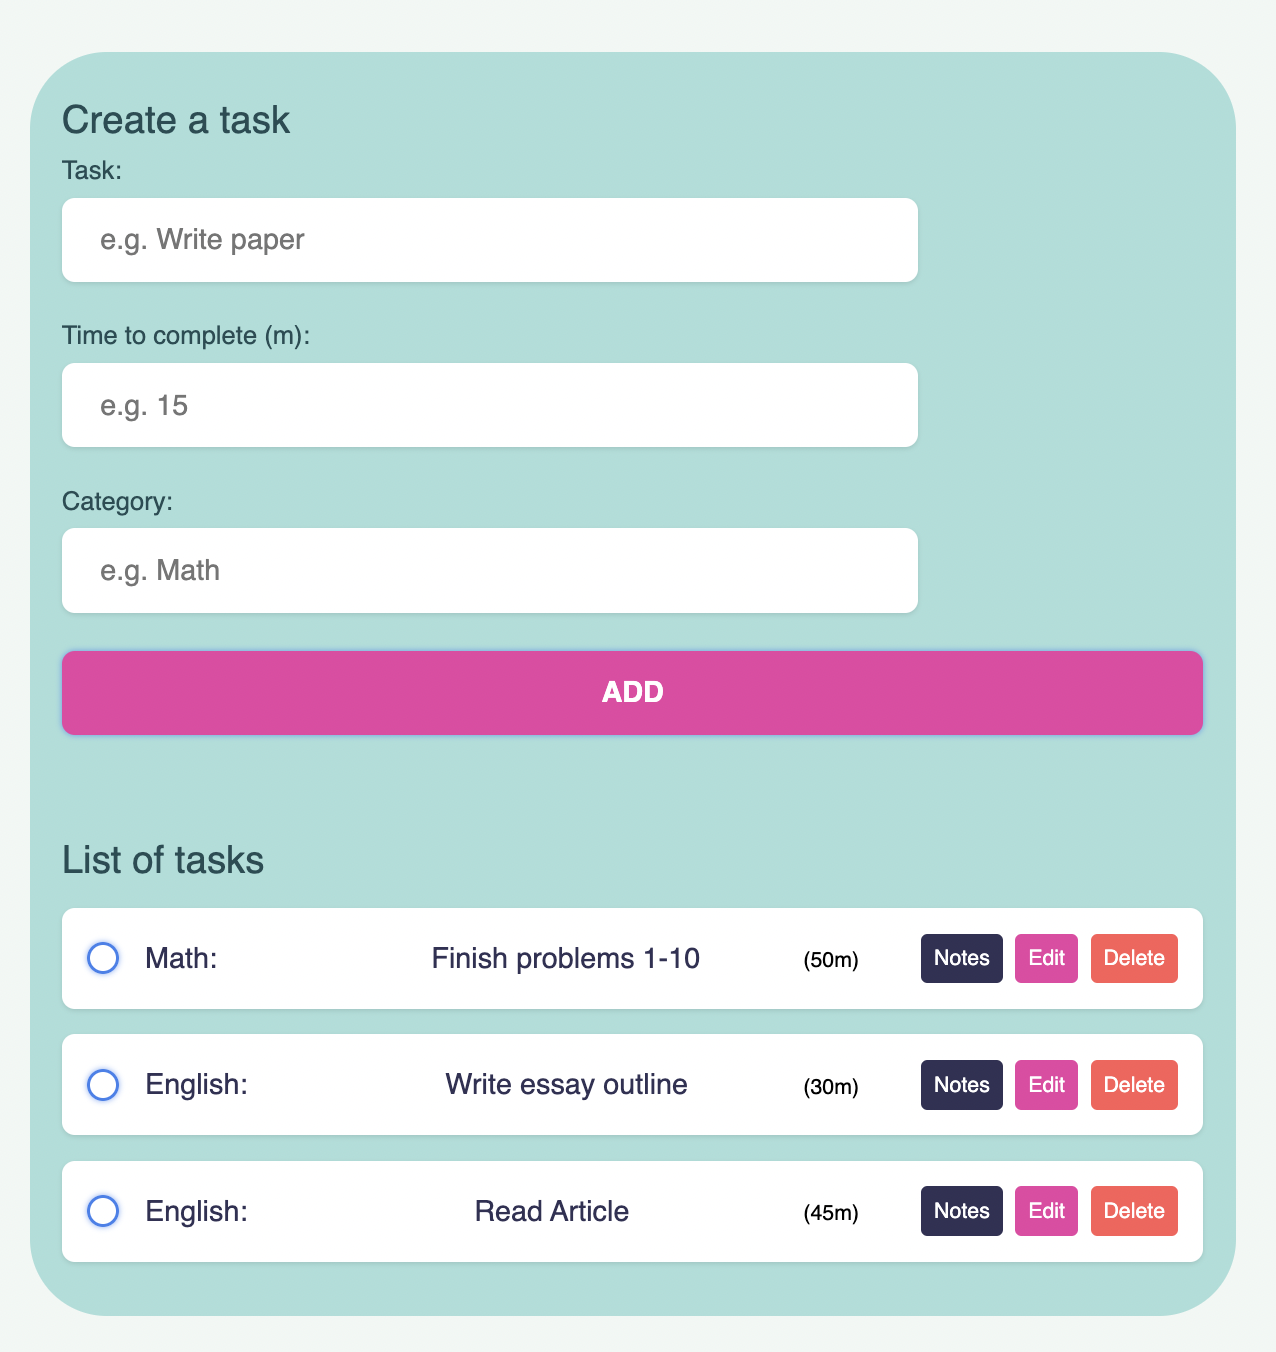 Create a task
Task:
e.g. Write paper
Time to complete (m):
e.g. 15
Category:
e.g. Math
ADD
List of tasks
Math: Finish problems 1-10 (50m) Notes Edit Delete
English: Write essay outline (30m) Notes Edit Delete
English: Read Article (45m) Notes Edit Delete